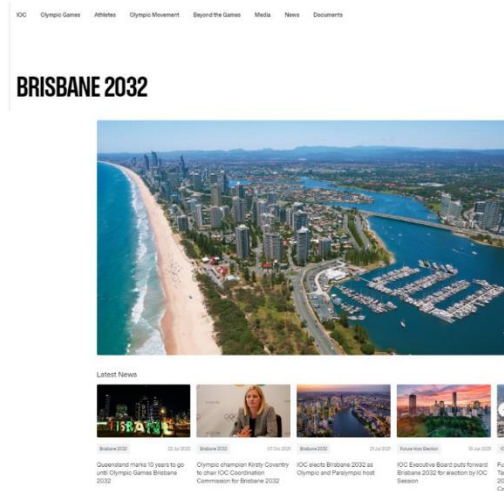 IOC Olympic Games Athletes Olympic Movement Beyond the Games Media News Documents
BRISBANE 2032
Latest News
Brisbane 2032
Queensland marks 10 years to go
until Olympic Games Brisbane
2032
Brisbane 2032
Olympic champion Kirsty Coventry
to chair IOC Coordination
Commission for Brisbane 2032
Brisbane 2032
IOC elects Brisbane 2032 as
Olympic and Paralympic host
Future Host Election
IOC Executive Board puts forward
Brisbane 2032 for election by IOC
Session